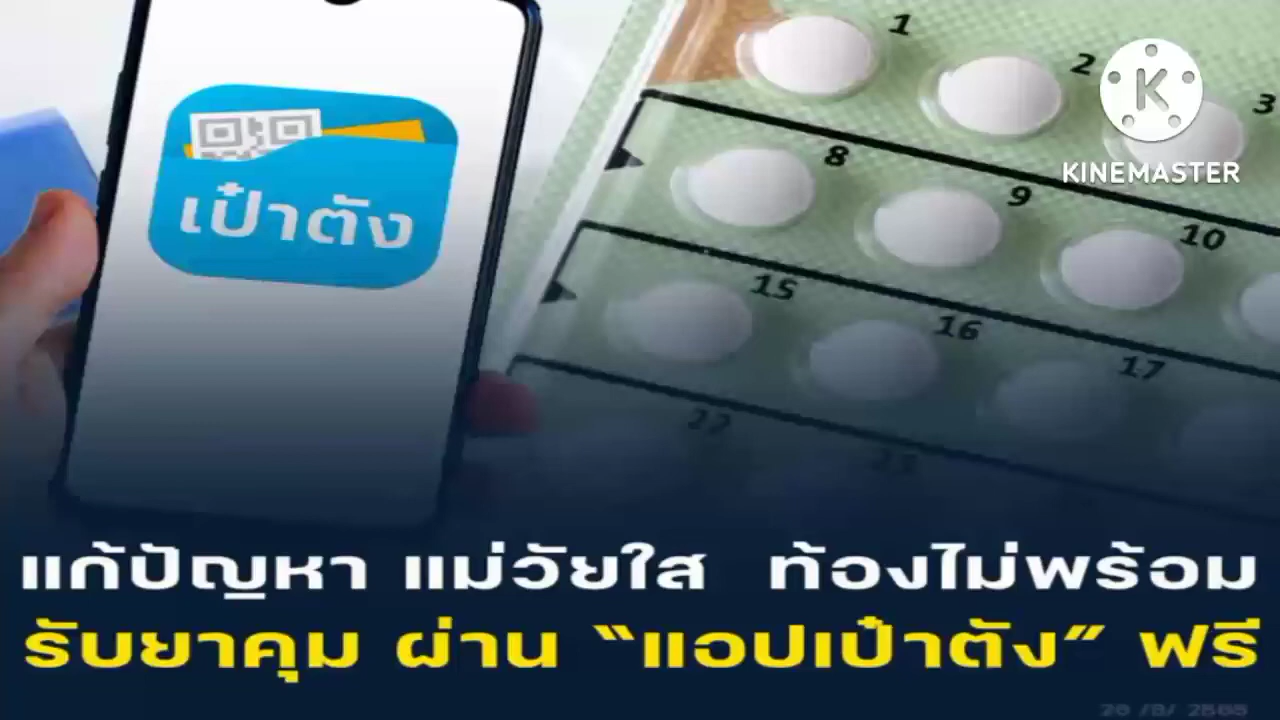 เป๋าตัง
1
2
3
8
9
10
15
16
17
22
K
KINEMASTER
แก้ปัญหา แม่วัยใส ท้องไม่พร้อม
รับยาคุม ผ่าน “แอปเป๋าตัง” ฟรี